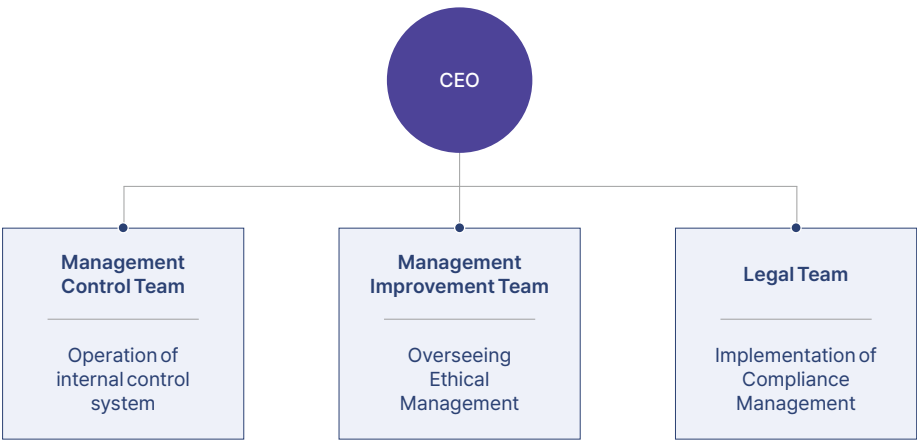 CEO
Management
Control Team
Operation of
internal control
system
Management
Improvement Team
Overseeing
Ethical
Management
Legal Team
Implementation of
Compliance
Management